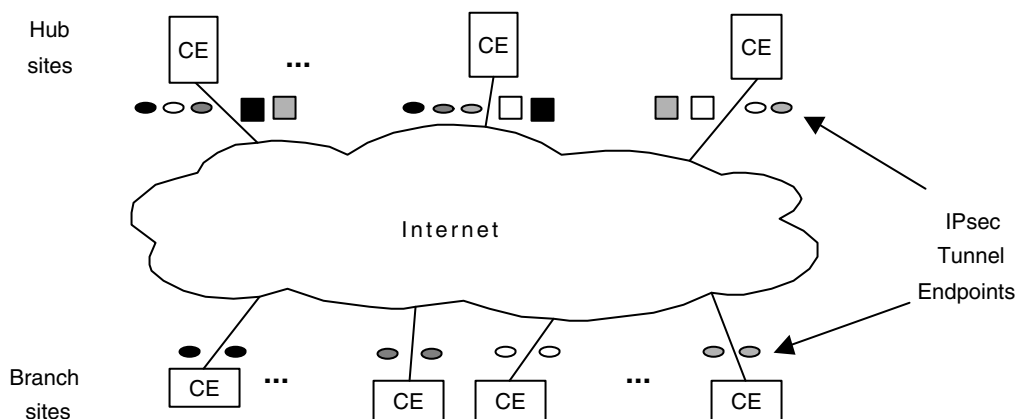 Hub
sites
CE
...
CE
CE
Internet
IPsec
Tunnel
Endpoints
Branch
sites
CE
...
CE
CE
...
CE